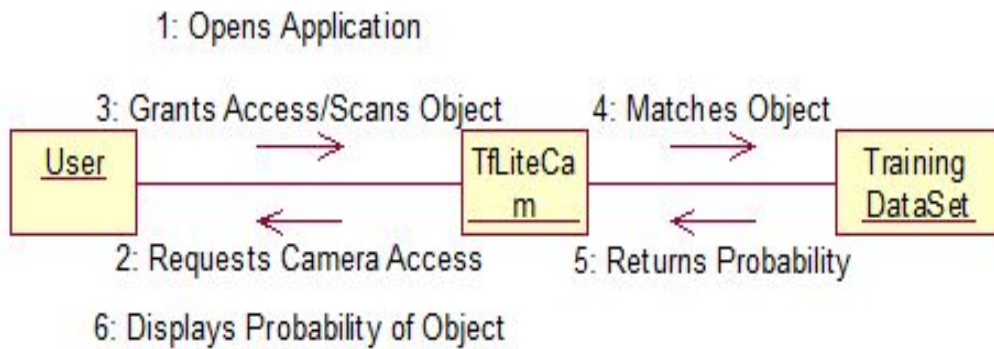 1: Opens Application
3: Grants Access/Scans Object
4: Matches Object
User
TfLiteCa
m
Training
DataSet
2: Requests Camera Access
5: Returns Probability
6: Displays Probability of Object